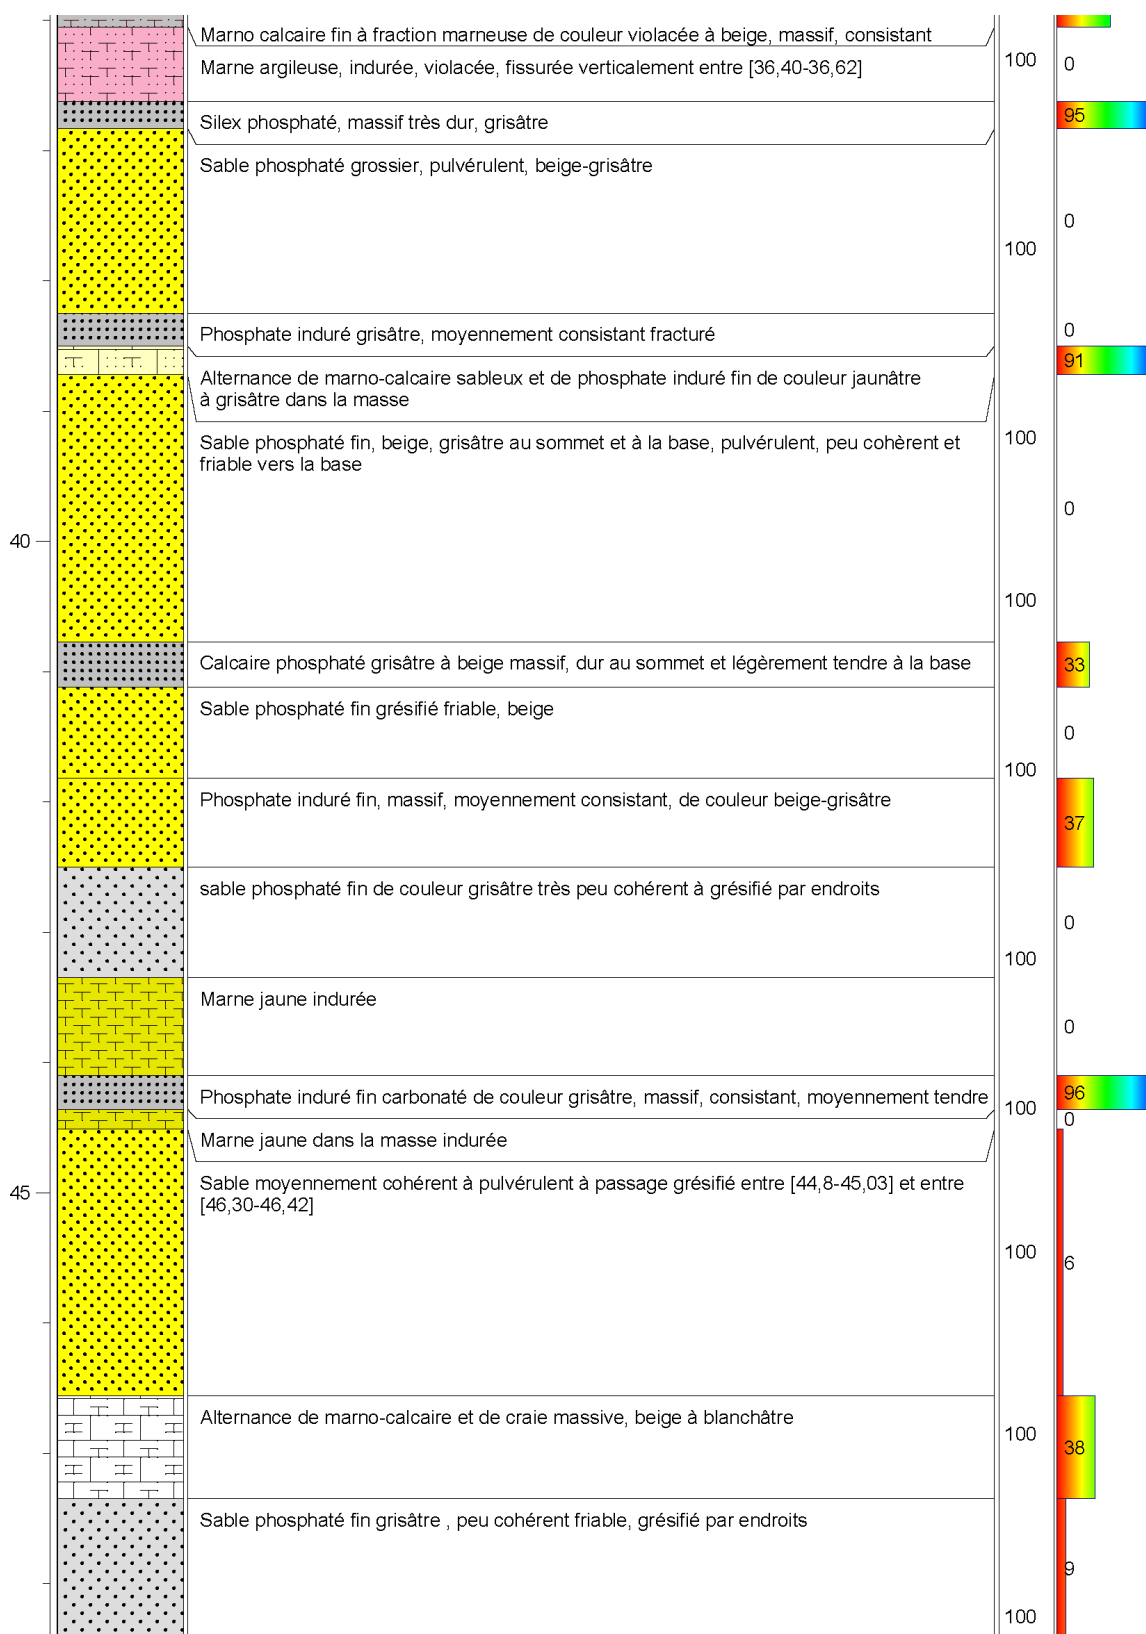 Marno calcaire fin à fraction marneuse de couleur violacée à beige, massif, consistant
100
0
Marne argileuse, indurée, violacée, fissurée verticalement entre [36,40-36,62]
Silex phosphaté, massif très dur, grisâtre
95
Sable phosphaté grossier, pulvérulent, beige-grisâtre
0
100
Phosphate induré grisâtre, moyennement consistant fracturé
0
91
Alternance de marno-calcaire sableux et de phosphate induré fin de couleur jaunâtre
à grisâtre dans la masse
Sable phosphaté fin, beige, grisâtre au sommet et à la base, pulvérulent, peu cohèrent et
friable vers la base
100
0
40
100
Calcaire phosphaté grisâtre à beige massif, dur au sommet et légèrement tendre à la base
33
Sable phosphaté fin grésifié friable, beige
0
100
Phosphate induré fin, massif, moyennement consistant, de couleur beige-grisâtre
37
sable phosphaté fin de couleur grisâtre très peu cohérent à grésifié par endroits
0
100
Marne jaune indurée
0
Phosphate induré fin carbonaté de couleur grisâtre, massif, consistant, moyennement tendre
96
100
0
Marne jaune dans la masse indurée
45
Sable moyennement cohérent à pulvérulent à passage grésifié entre [44,8-45,03] et entre
[46,30-46,42]
100
6
Alternance de marno-calcaire et de craie massive, beige à blanchâtre
100
38
Sable phosphaté fin grisâtre , peu cohérent friable, grésifié par endroits
9
100